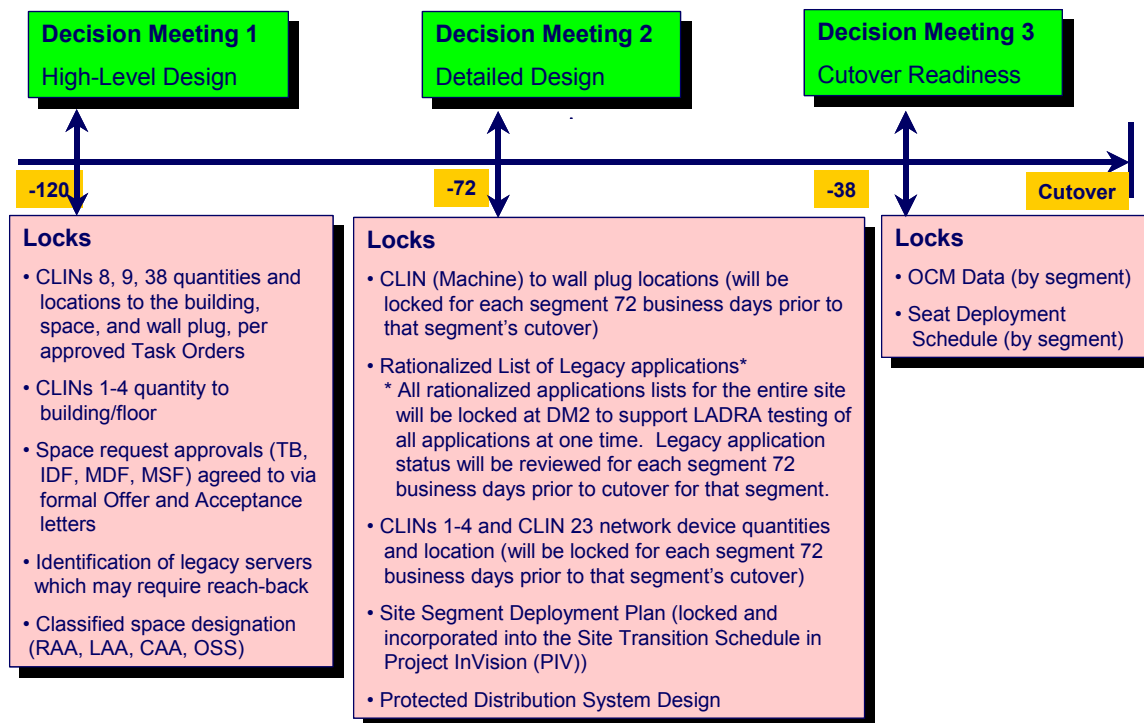 Decision Meeting 1
High-Level Design
Decision Meeting 2
Detailed Design
Decision Meeting 3
Cutover Readiness
-120
-72
-38
Cutover
Locks
• CLINs 8, 9, 38 quantities and
locations to the building,
space, and wall plug, per
approved Task Orders
• CLINs 1-4 quantity to
building/floor
• Space request approvals (TB,
IDF, MDF, MSF) agreed to via
formal Offer and Acceptance
letters
• Identification of legacy servers
which may require reach-back
• Classified space designation
(RAA, LAA, CAA, OSS)
Locks
• CLIN (Machine) to wall plug locations (will be
locked for each segment 72 business days prior to
that segment's cutover)
• Rationalized List of Legacy applications*
* All rationalized applications lists for the entire site
will be locked at DM2 to support LADRA testing of
all applications at one time.  Legacy application
status will be reviewed for each segment 72
business days prior to cutover for that segment.
• CLINs 1-4 and CLIN 23 network device quantities
and location (will be locked for each segment 72
business days prior to that segment's cutover)
• Site Segment Deployment Plan (locked and
incorporated into the Site Transition Schedule in
Project InVision (PIV))
• Protected Distribution System Design
Locks
• OCM Data (by segment)
• Seat Deployment
Schedule (by segment)